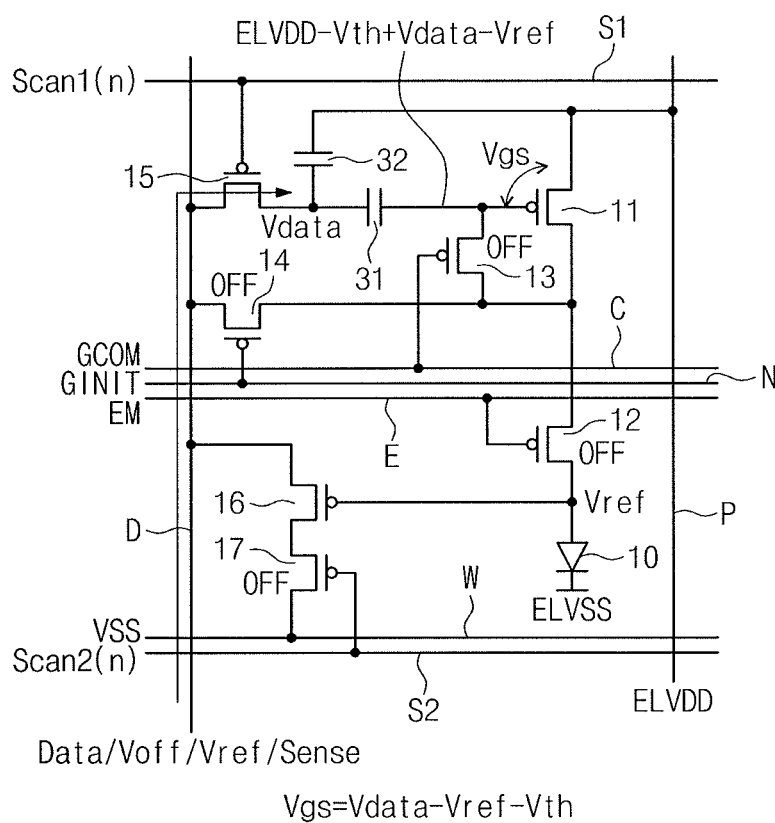 ELVDD-Vth+Vdata-Vref
S1
Scan1(n)
15
32
Vgs
11
Vdata
31
OFF
13
14
OFF
C
GCOM
GINIT
N
EM
E
12
OFF
16
Vref
P
D
17
10
OFF
W
ELVSS
VSS
Scan2(n)
S2
ELVDD
Data/Voff/Vref/Sense
Vgs=Vdata-Vref-Vth